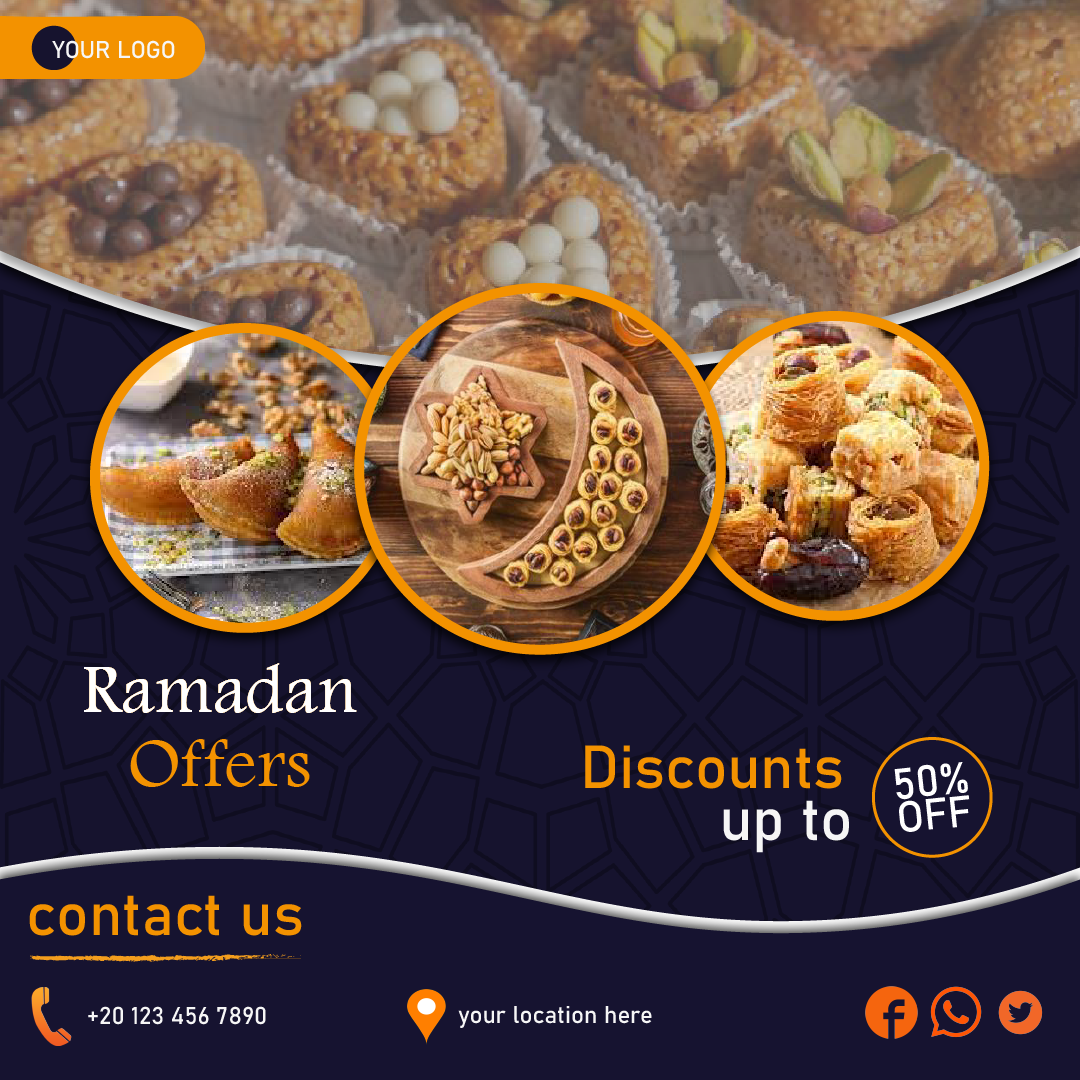 YOUR LOGO
Ramadan
Offers
Discounts
up to
50%
OFF
contact us
+20 123 456 7890
your location here